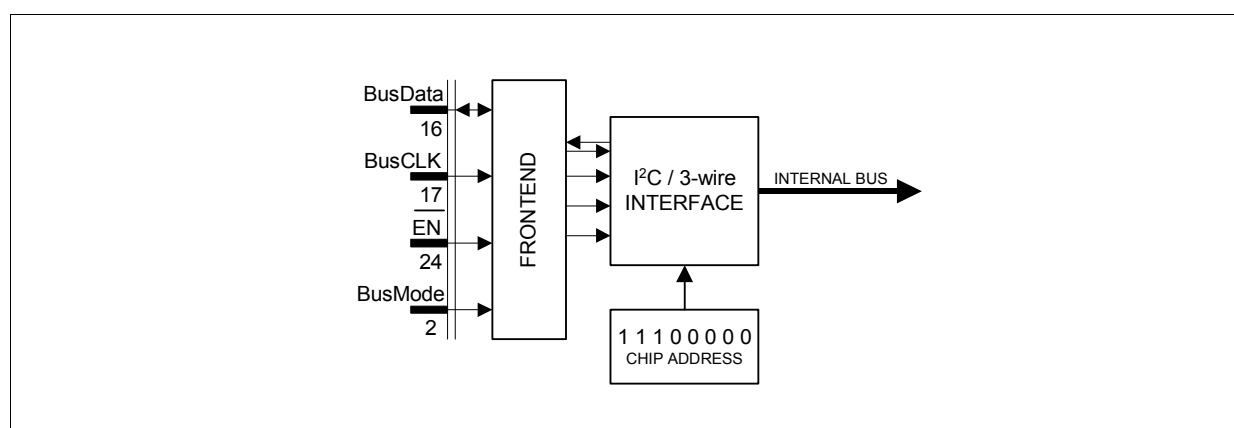 BusData
16
BusCLK
17
EN
24
BusMode
2
FRONTEND
I²C / 3-wire
INTERFACE
INTERNAL BUS
1 1 1 0 0 0 0 0
CHIP ADDRESS